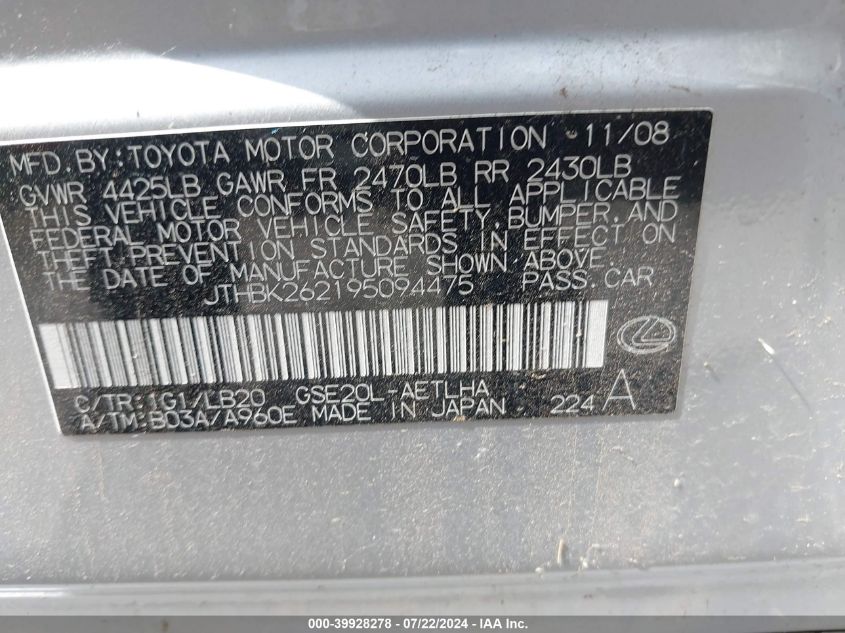 MFD. BY: TOYOTA MOTOR CORPORATION 11/08
GVWR 4425LB GAWR FR 2470LB RR 2430LB
THIS VEHICLE CONFORMS TO ALL APPLICABLE
FEDERAL MOTOR VEHICLE SAFETY, BUMPER, AND
THEFT PREVENTION STANDARDS IN EFFECT ON
THE DATE OF MANUFACTURE SHOWN ABOVE.
JTHBK262195094475 PASS. CAR
C/TR: 1G1/LB20 GSE20L-AETLHA
A/TM: B03A/A960E MADE IN JAPAN 224 A
000-39928278 - 07/22/2024 - Copyright © IAA, Inc.